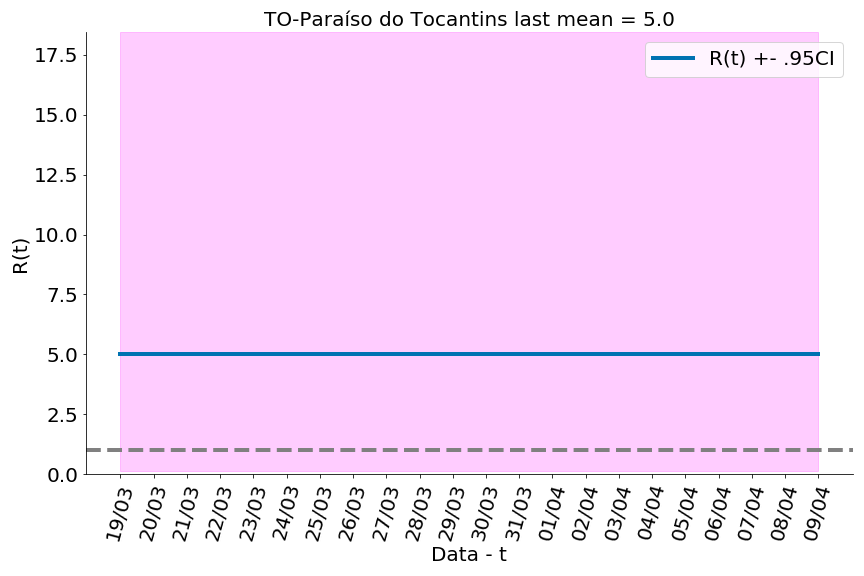 TO-Paraíso do Tocantins last mean = 5.0
R(t) +- .95CI
R(t)
17.5
15.0
12.5
10.0
7.5
5.0
2.5
0.0
19/03 20/03 21/03 22/03 23/03 24/03 25/03 26/03 27/03 28/03 29/03 30/03 31/03 01/04 02/04 03/04 04/04 05/04 06/04 07/04 08/04 09/04
Data - t